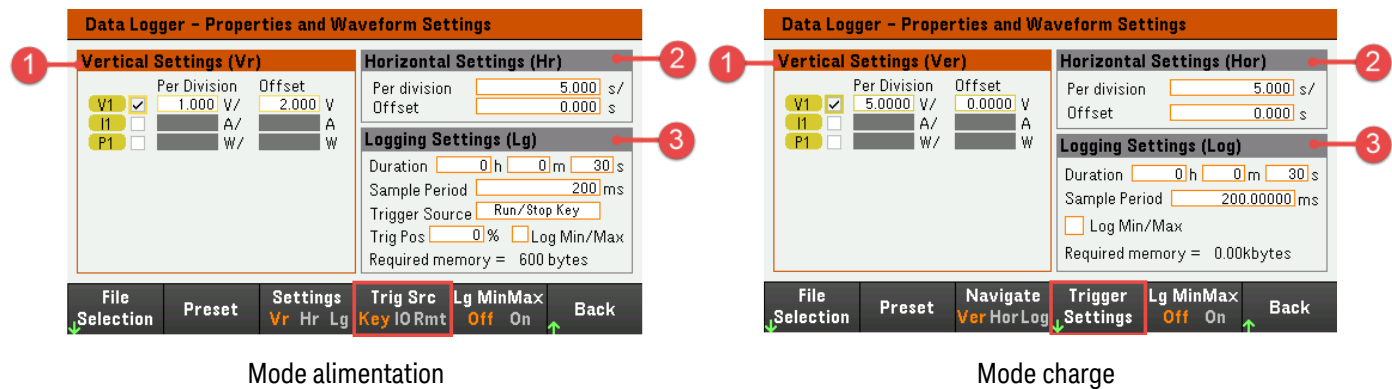 Data Logger – Properties and Waveform Settings
1
Vertical Settings (Vr)
Per Division Offset
V1 1.000 V/ 2.000 V
I1 A/ A
P1 W/ W
Horizontal Settings (Hr)
2
Per division 5.000 s/
Offset 0.000 s
Logging Settings (Lg)
3
Duration 0 h 0 m 30 s
Sample Period 200 ms
Trigger Source Run/Stop Key
Trig Pos 0 % Log Min/Max
Required memory = 600 bytes
File Selection
Preset
Settings
Vr Hr Lg
Trig Src
Key IO Rmt
Lg MinMax
Off On
Back
Mode alimentation
Data Logger – Properties and Waveform Settings
1
Vertical Settings (Ver)
Per Division Offset
V1 5.0000 V/ 0.0000 V
I1 A/ A
P1 W/ W
Horizontal Settings (Hor)
2
Per division 5.000 s/
Offset 0.000 s
Logging Settings (Log)
3
Duration 0 h 0 m 30 s
Sample Period 200.00000 ms
Log Min/Max
Required memory = 0.00kbytes
File Selection
Preset
Navigate
Ver Hor Log
Trigger Settings
Lg MinMax
Off On
Back
Mode charge